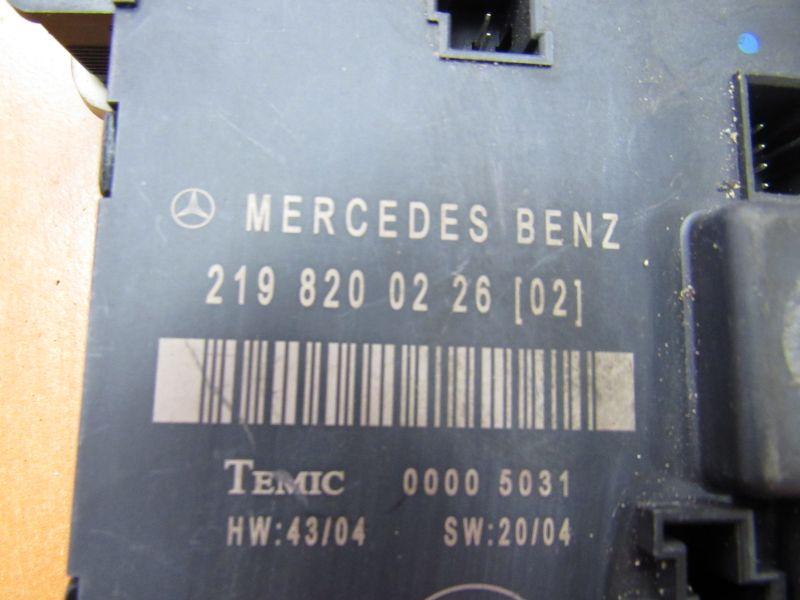 MERCEDES BENZ
219 820 02 26 [02]
TEMIC 0000 5031
HW:43/04 SW:20/04